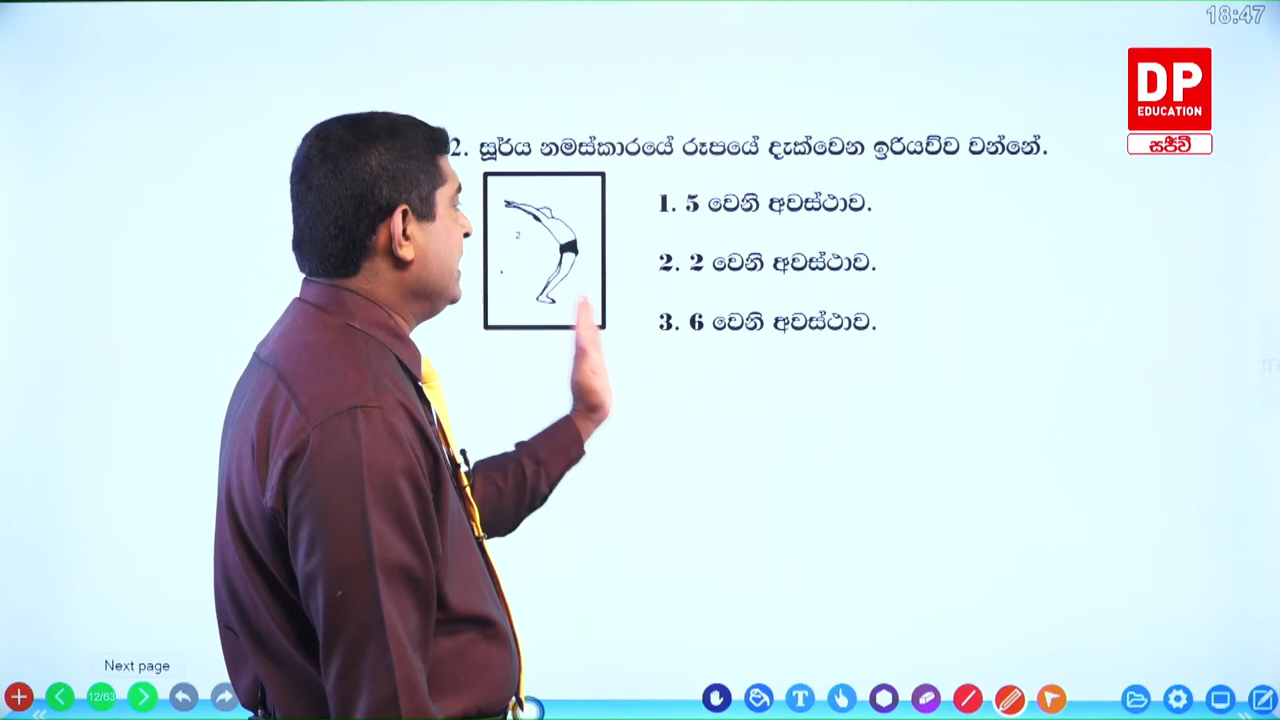 18:47
DP
EDUCATION
සජීවී
2. සූර්ය නමස්කාරයේ රූපයේ දැක්වෙන ඉරියව්ව වන්නේ.
2
1. 5 වෙනි අවස්ථාව.
2. 2 වෙනි අවස්ථාව.
3. 6 වෙනි අවස්ථාව.
Next page
12/63
T